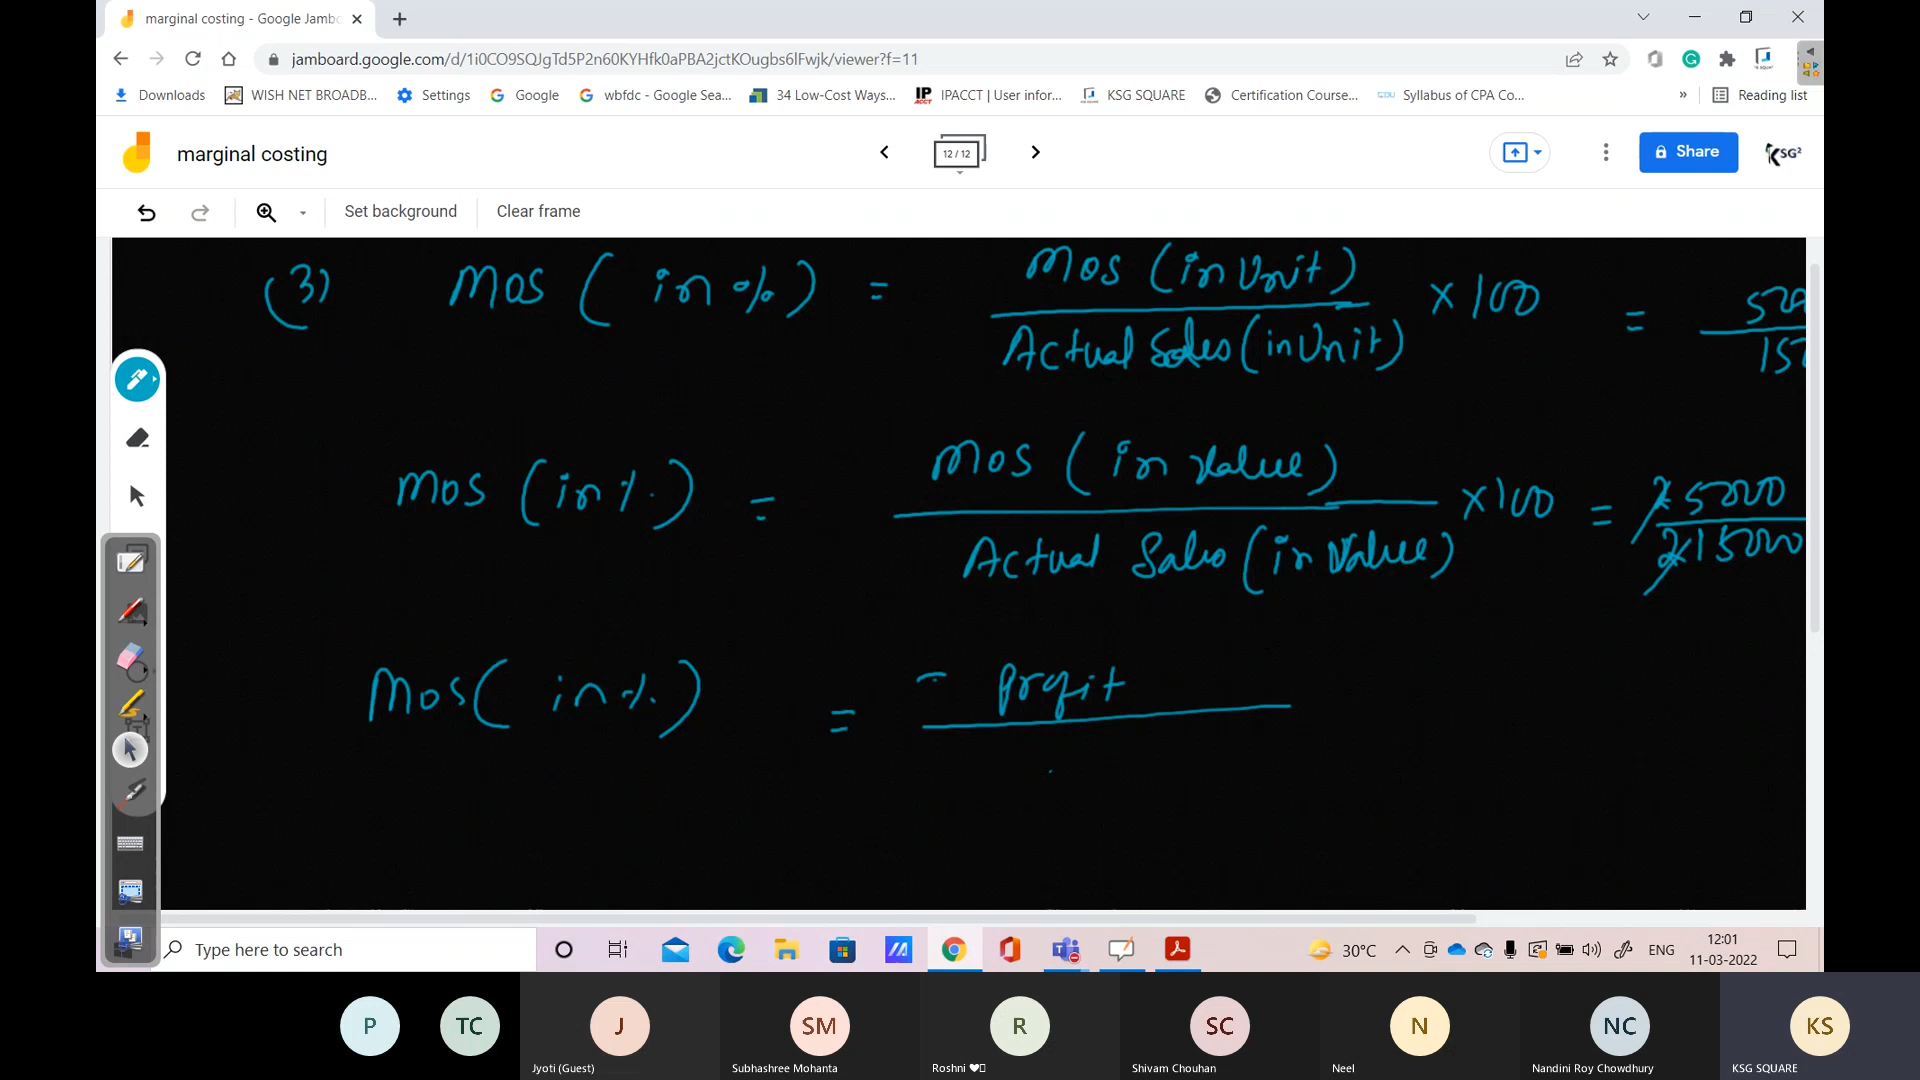 marginal costing - Google Jambo
jamboard.google.com/d/1i0CO9SQJgTd5P2n60KYHfk0aPBA2jctKOugbs6lFwjk/viewer?f=11
Downloads WISH NET BROADB... Settings Google wbfdc - Google Sea... 34 Low-Cost Ways... IP ACCT IPACCT | User infor... KSG SQUARE Certification Course... Syllabus of CPA Co... » Reading list
marginal costing 12 / 12 Share KSG²
Set background Clear frame
(3) MOS (in %) = MOS (in Unit) × 100 =
Actual Sales (in Unit)
MOS (in %) = MOS (in Value) × 100 = 5000
Actual Sales (in Value) 15000
MOS (in %) = Profit
Type here to search 30°C ENG 12:01
11-03-2022
P TC J SM R SC N NC KS
Jyoti (Guest) Subhashree Mohanta Roshni ❤ Shivam Chouhan Neel Nandini Roy Chowdhury KSG SQUARE